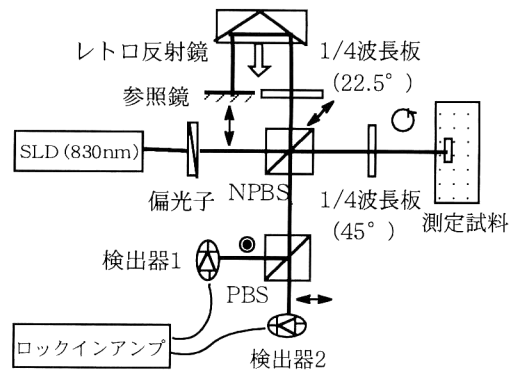 レトロ反射鏡
1/4波長板
(22.5°)
参照鏡
SLD(830nm)
偏光子
NPBS
1/4波長板
(45°)
測定試料
検出器1
PBS
ロックインアンプ
検出器2